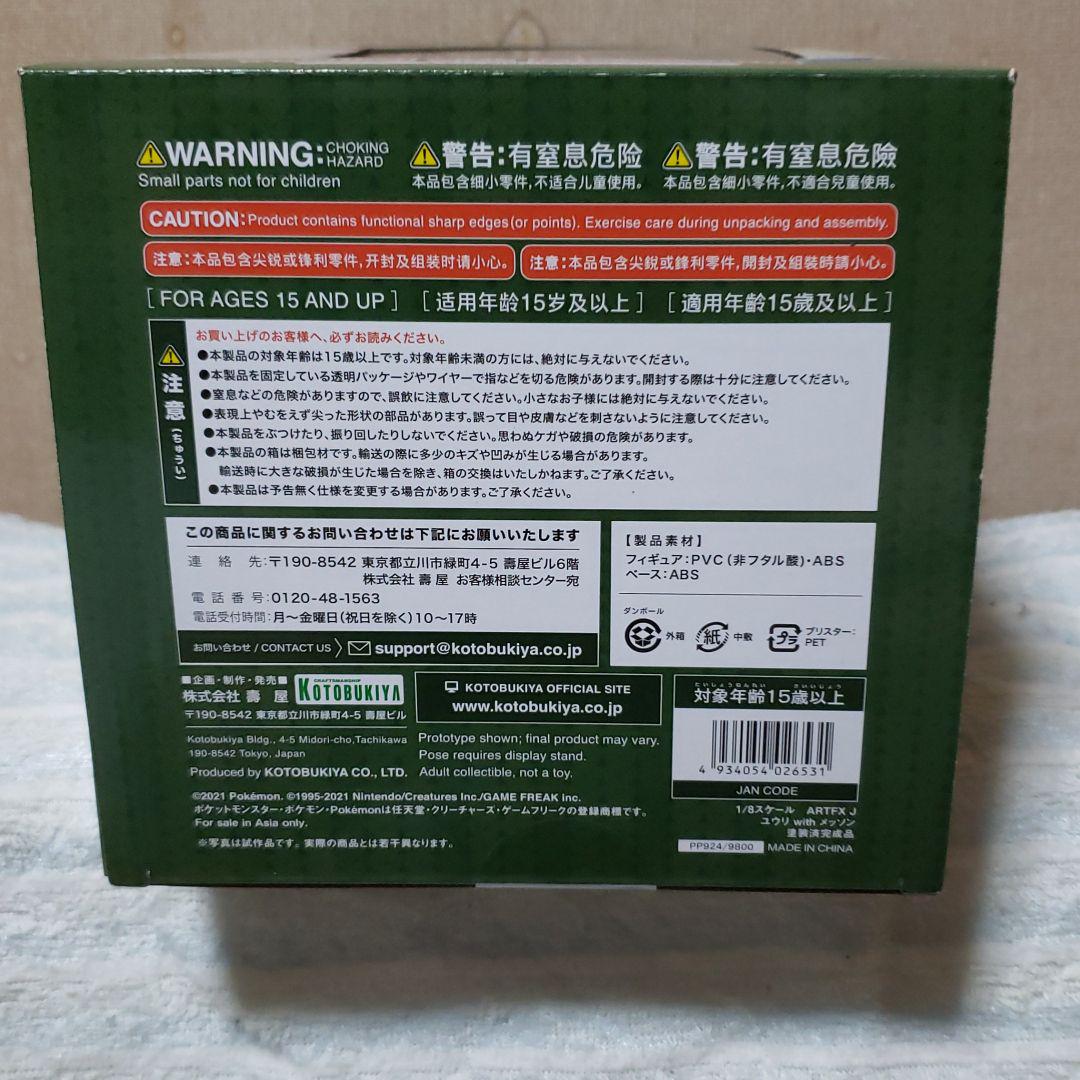 WARNING: CHOKING HAZARD
Small parts not for children
警告:有窒息危险
本品包含细小零件,不适合儿童使用。
警告:有窒息危險
本品包含細小零件,不適合兒童使用。
CAUTION: Product contains functional sharp edges(or points). Exercise care during unpacking and assembly.
注意:本品包含尖锐或锋利零件,开封及组装时请小心。
注意:本品包含尖銳或鋒利零件,開封及組裝時請小心。
[FOR AGES 15 AND UP] [适用年龄15岁及以上] [適用年齡15歲及以上]
注意(ちゅうい)
お買い上げのお客様へ、必ずお読みください。
●本製品の対象年齢は15歳以上です。対象年齢未満の方には、絶対に与えないでください。
●本製品を固定している透明パッケージやワイヤーで指などを切る危険があります。開封する際は十分に注意してください。
●窒息などの危険がありますので、誤飲に注意してください。小さなお子様には絶対に与えないでください。
●表現上やむをえず尖った形状の部品があります。誤って目や皮膚などを刺さないように注意してください。
●本製品をぶつけたり、振り回したりしないでください。思わぬケガや破損の危険があります。
●本製品の箱は梱包材です。輸送の際に多少のキズや凹みが生じる場合があります。
輸送時に大きな破損が生じた場合を除き、箱の交換はいたしかねます。ご了承ください。
●本製品は予告無く仕様を変更する場合があります。ご了承ください。
この商品に関するお問い合わせは下記にお願いいたします
連絡先:〒190-8542 東京都立川市緑町4-5 壽屋ビル6階
株式会社 壽屋 お客様相談センター宛
電話番号:0120-48-1563
電話受付時間:月〜金曜日(祝日を除く)10〜17時
お問い合わせ/CONTACT US support@kotobukiya.co.jp
【製品素材】
フィギュア:PVC(非フタル酸)・ABS
ベース:ABS
ダンボール
外箱 紙 中敷 プラ ブリスター:
PET
■企画・制作・発売■
株式会社 壽屋
CRAFTSMANSHIP
KOTOBUKIYA
〒190-8542 東京都立川市緑町4-5 壽屋ビル
Kotobukiya Bldg., 4-5 Midori-cho,Tachikawa
190-8542 Tokyo, Japan
Produced by KOTOBUKIYA CO., LTD.
KOTOBUKIYA OFFICIAL SITE
www.kotobukiya.co.jp
Prototype shown; final product may vary.
Pose requires display stand.
Adult collectible, not a toy.
©2021 Pokémon. ©1995-2021 Nintendo/Creatures Inc./GAME FREAK inc.
ポケットモンスター・ポケモン・Pokémonは任天堂・クリーチャーズ・ゲームフリークの登録商標です。
For sale in Asia only.
※写真は試作品です。実際の商品とは若干異なります。
たいしょうねんれい さいいじょう
対象年齢15歳以上
4 934054 026531
JAN CODE
1/8スケール ARTFX J
ユウリ with メッソン
塗装済完成品
PP924/9800 MADE IN CHINA